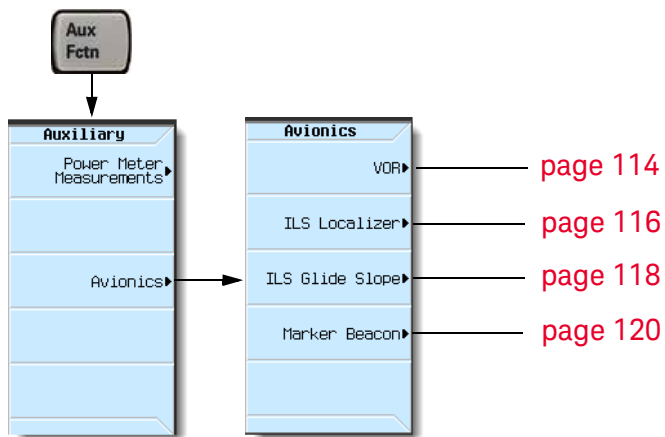 Aux
Fctn
Auxiliary
Power Meter
Measurements
Avionics
Avionics
VOR
ILS Localizer
ILS Glide Slope
Marker Beacon
page 114
page 116
page 118
page 120